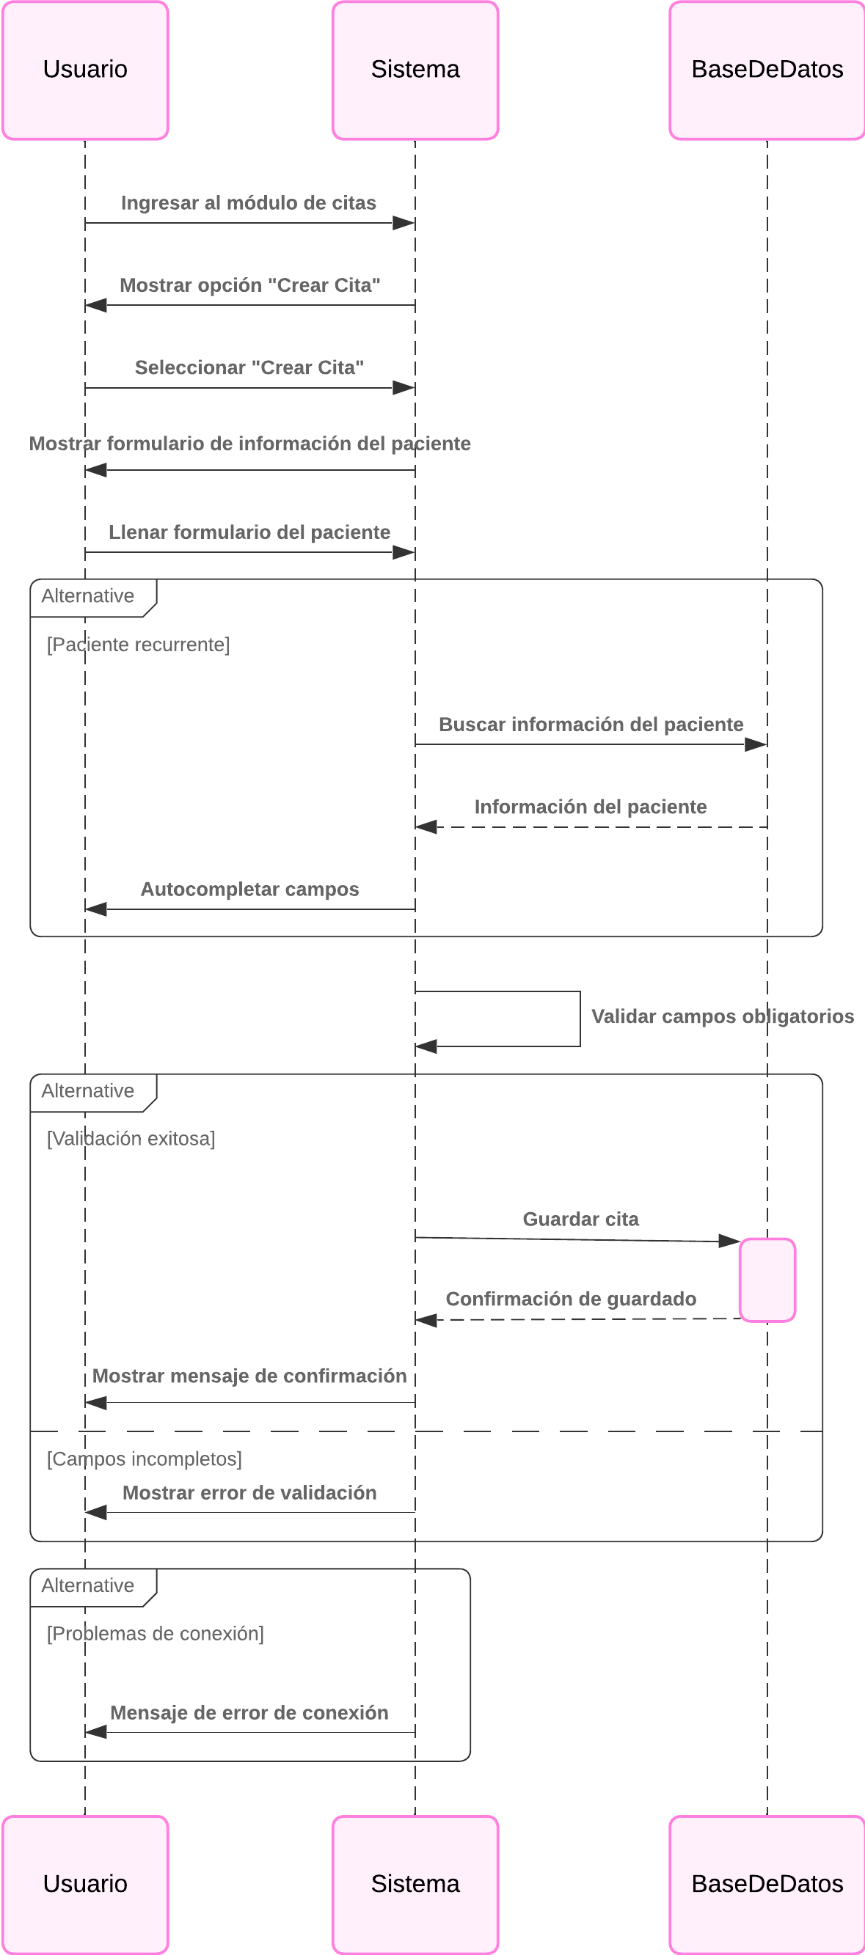 Usuario
Sistema
BaseDeDatos
Ingresar al módulo de citas
Mostrar opción "Crear Cita"
Seleccionar "Crear Cita"
Mostrar formulario de información del paciente
Llenar formulario del paciente
Alternative
[Paciente recurrente]
Buscar información del paciente
Información del paciente
Autocompletar campos
Validar campos obligatorios
Alternative
[Validación exitosa]
Guardar cita
Confirmación de guardado
Mostrar mensaje de confirmación
[Campos incompletos]
Mostrar error de validación
Alternative
[Problemas de conexión]
Mensaje de error de conexión
Usuario
Sistema
BaseDeDatos